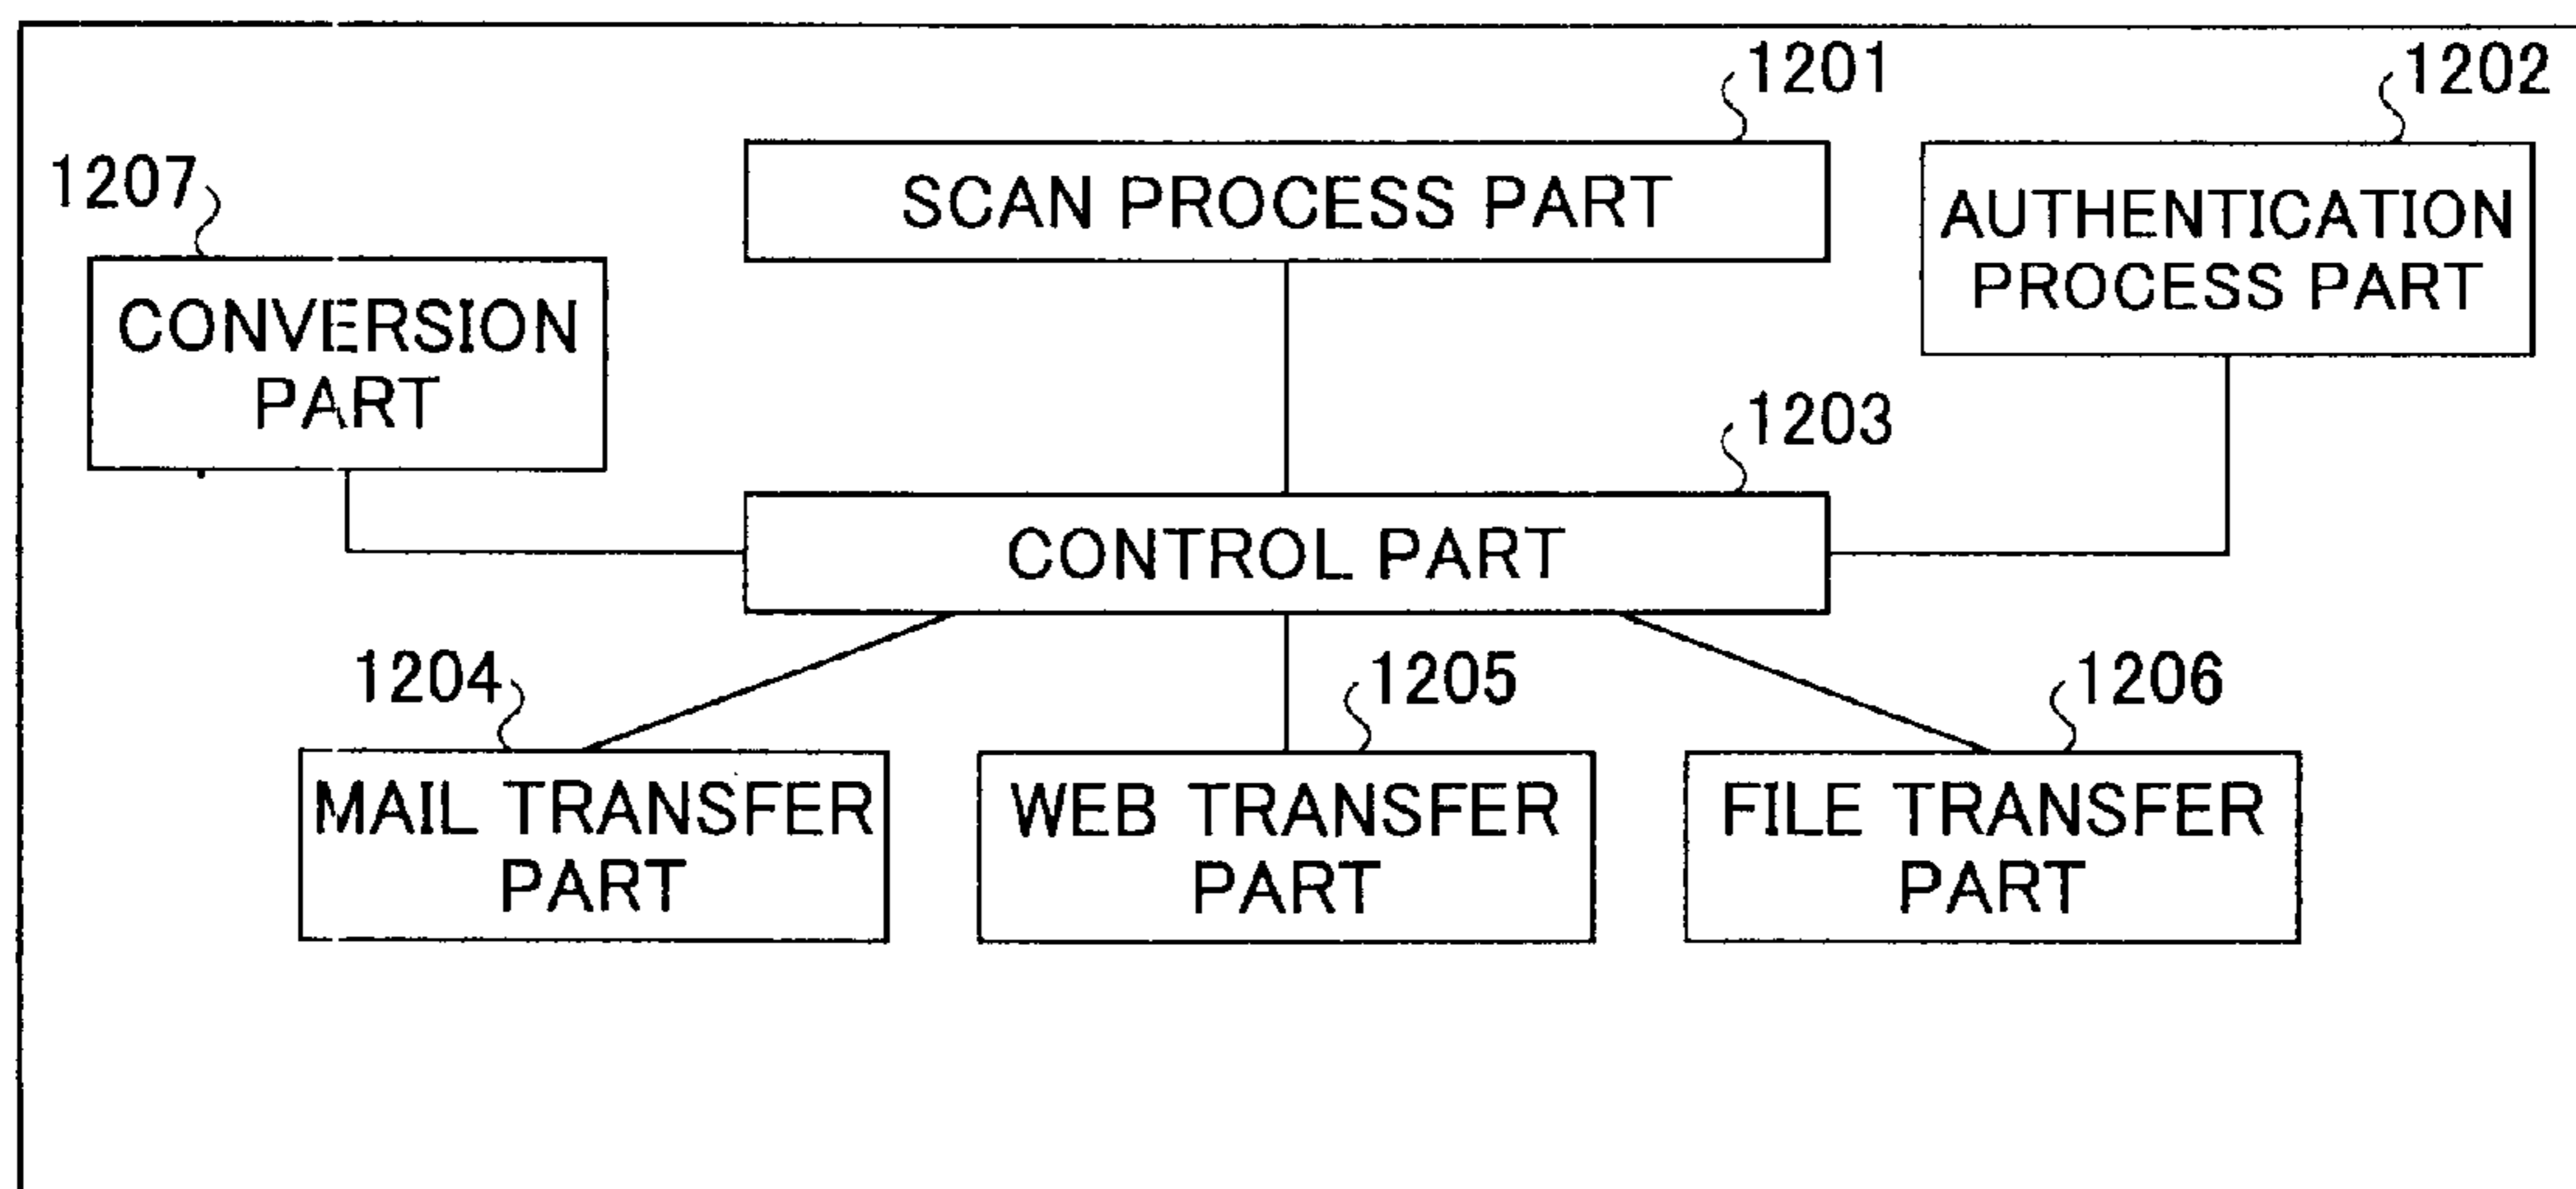 1201
1202
1207
SCAN PROCESS PART
AUTHENTICATION
PROCESS PART
CONVERSION
PART
1203
CONTROL PART
1204
1205
1206
MAIL TRANSFER
PART
WEB TRANSFER
PART
FILE TRANSFER
PART